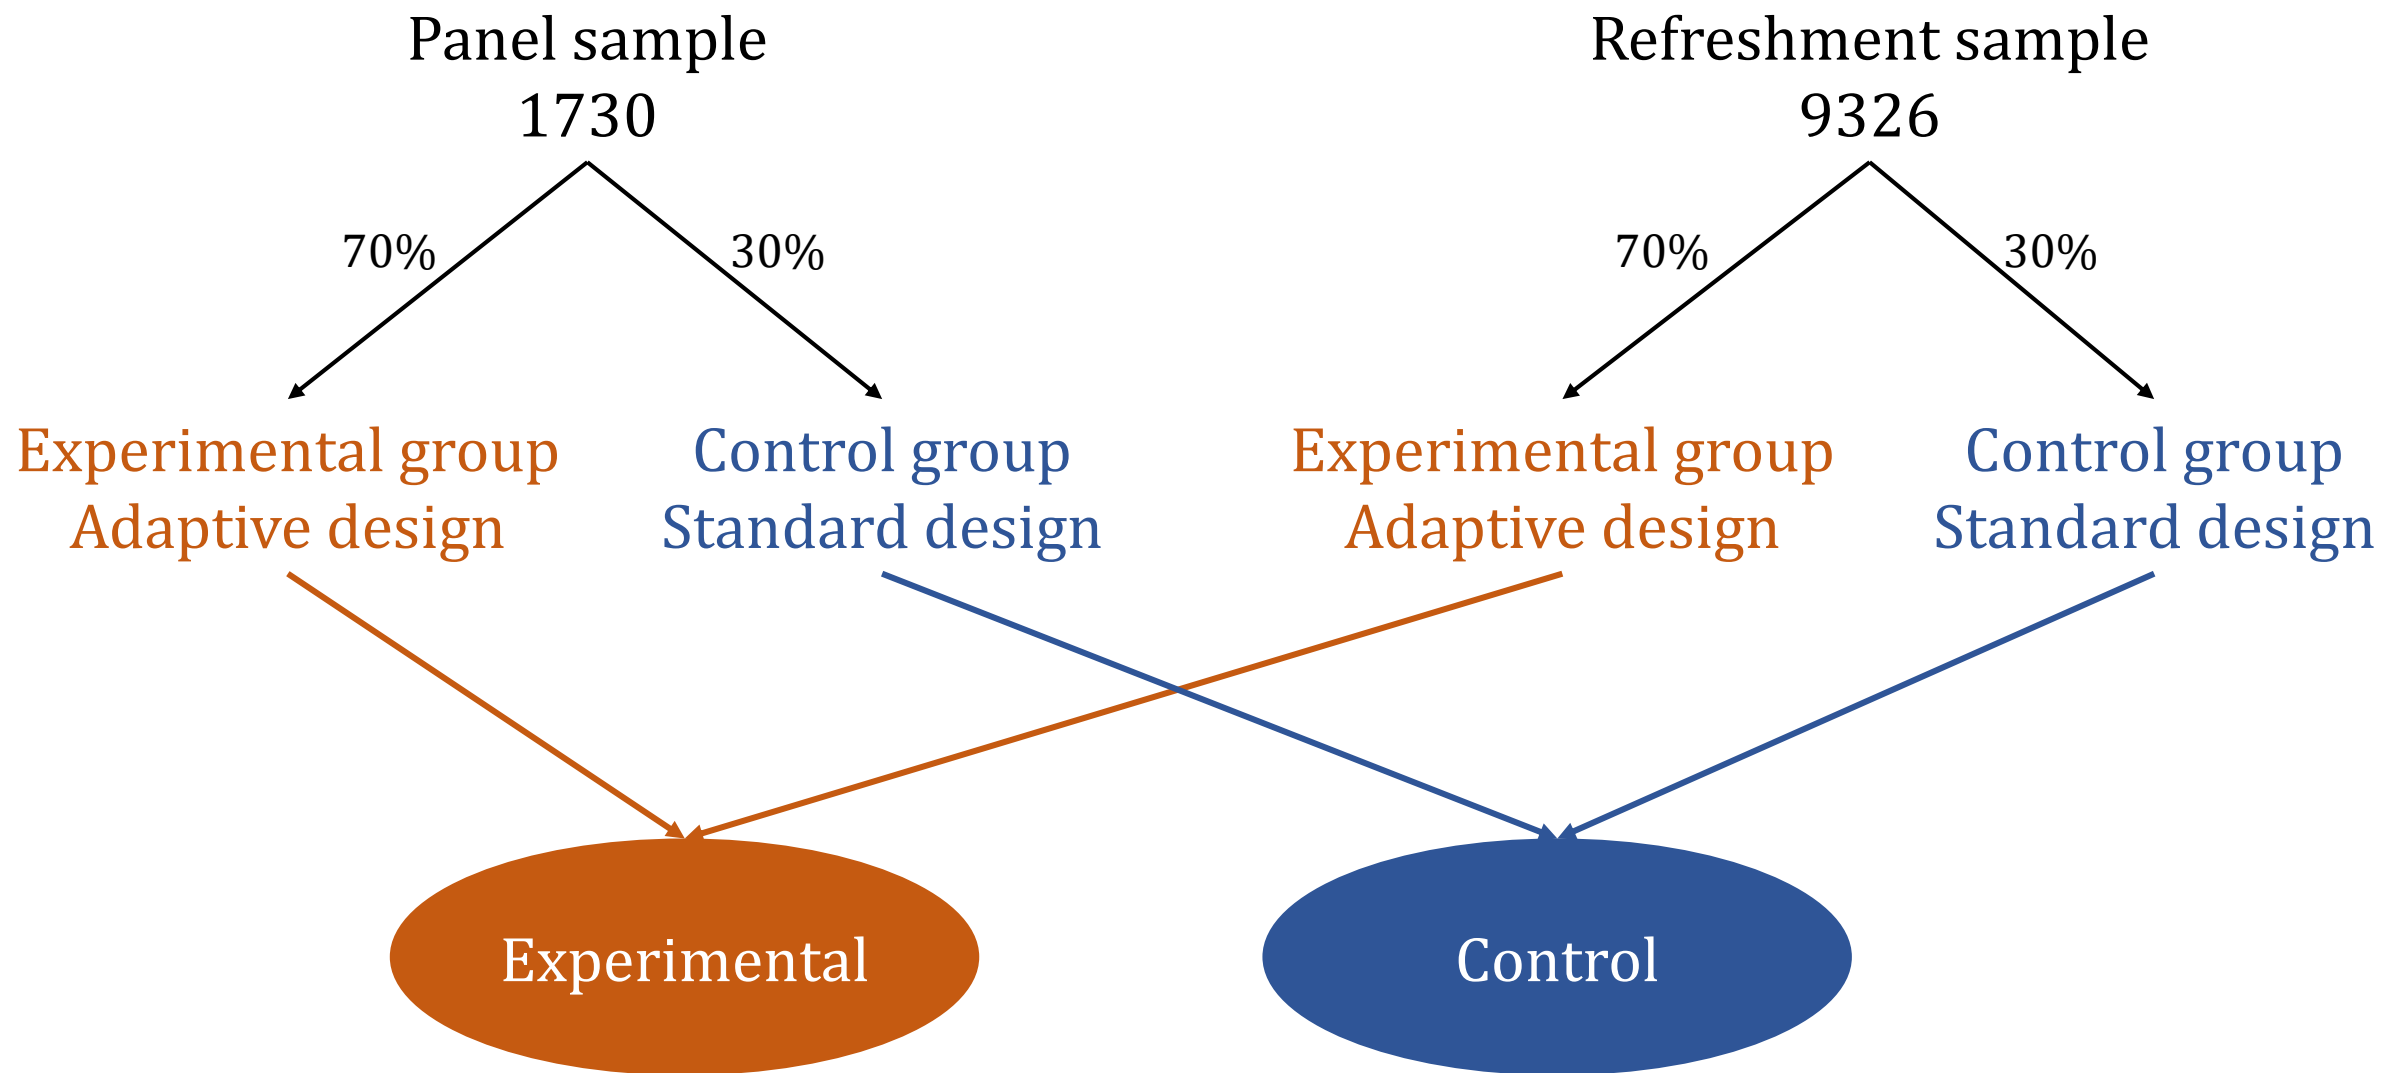 Panel sample
1730
Refreshment sample
9326
70%
30%
70%
30%
Experimental group
Adaptive design
Control group
Standard design
Experimental group
Adaptive design
Control group
Standard design
Experimental
Control